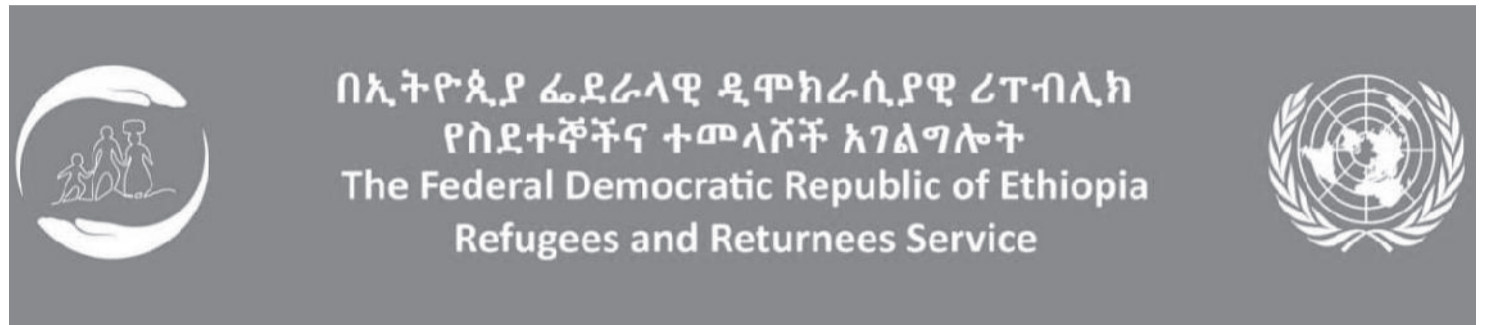 በኢትዮጲያ ፌደራላዊ ዲሞክራሲያዊ ሪፐብሊክ
የስደተኞችና ተመላሾች አገልግሎት
The Federal Democratic Republic of Ethiopia
Refugees and Returnees Service